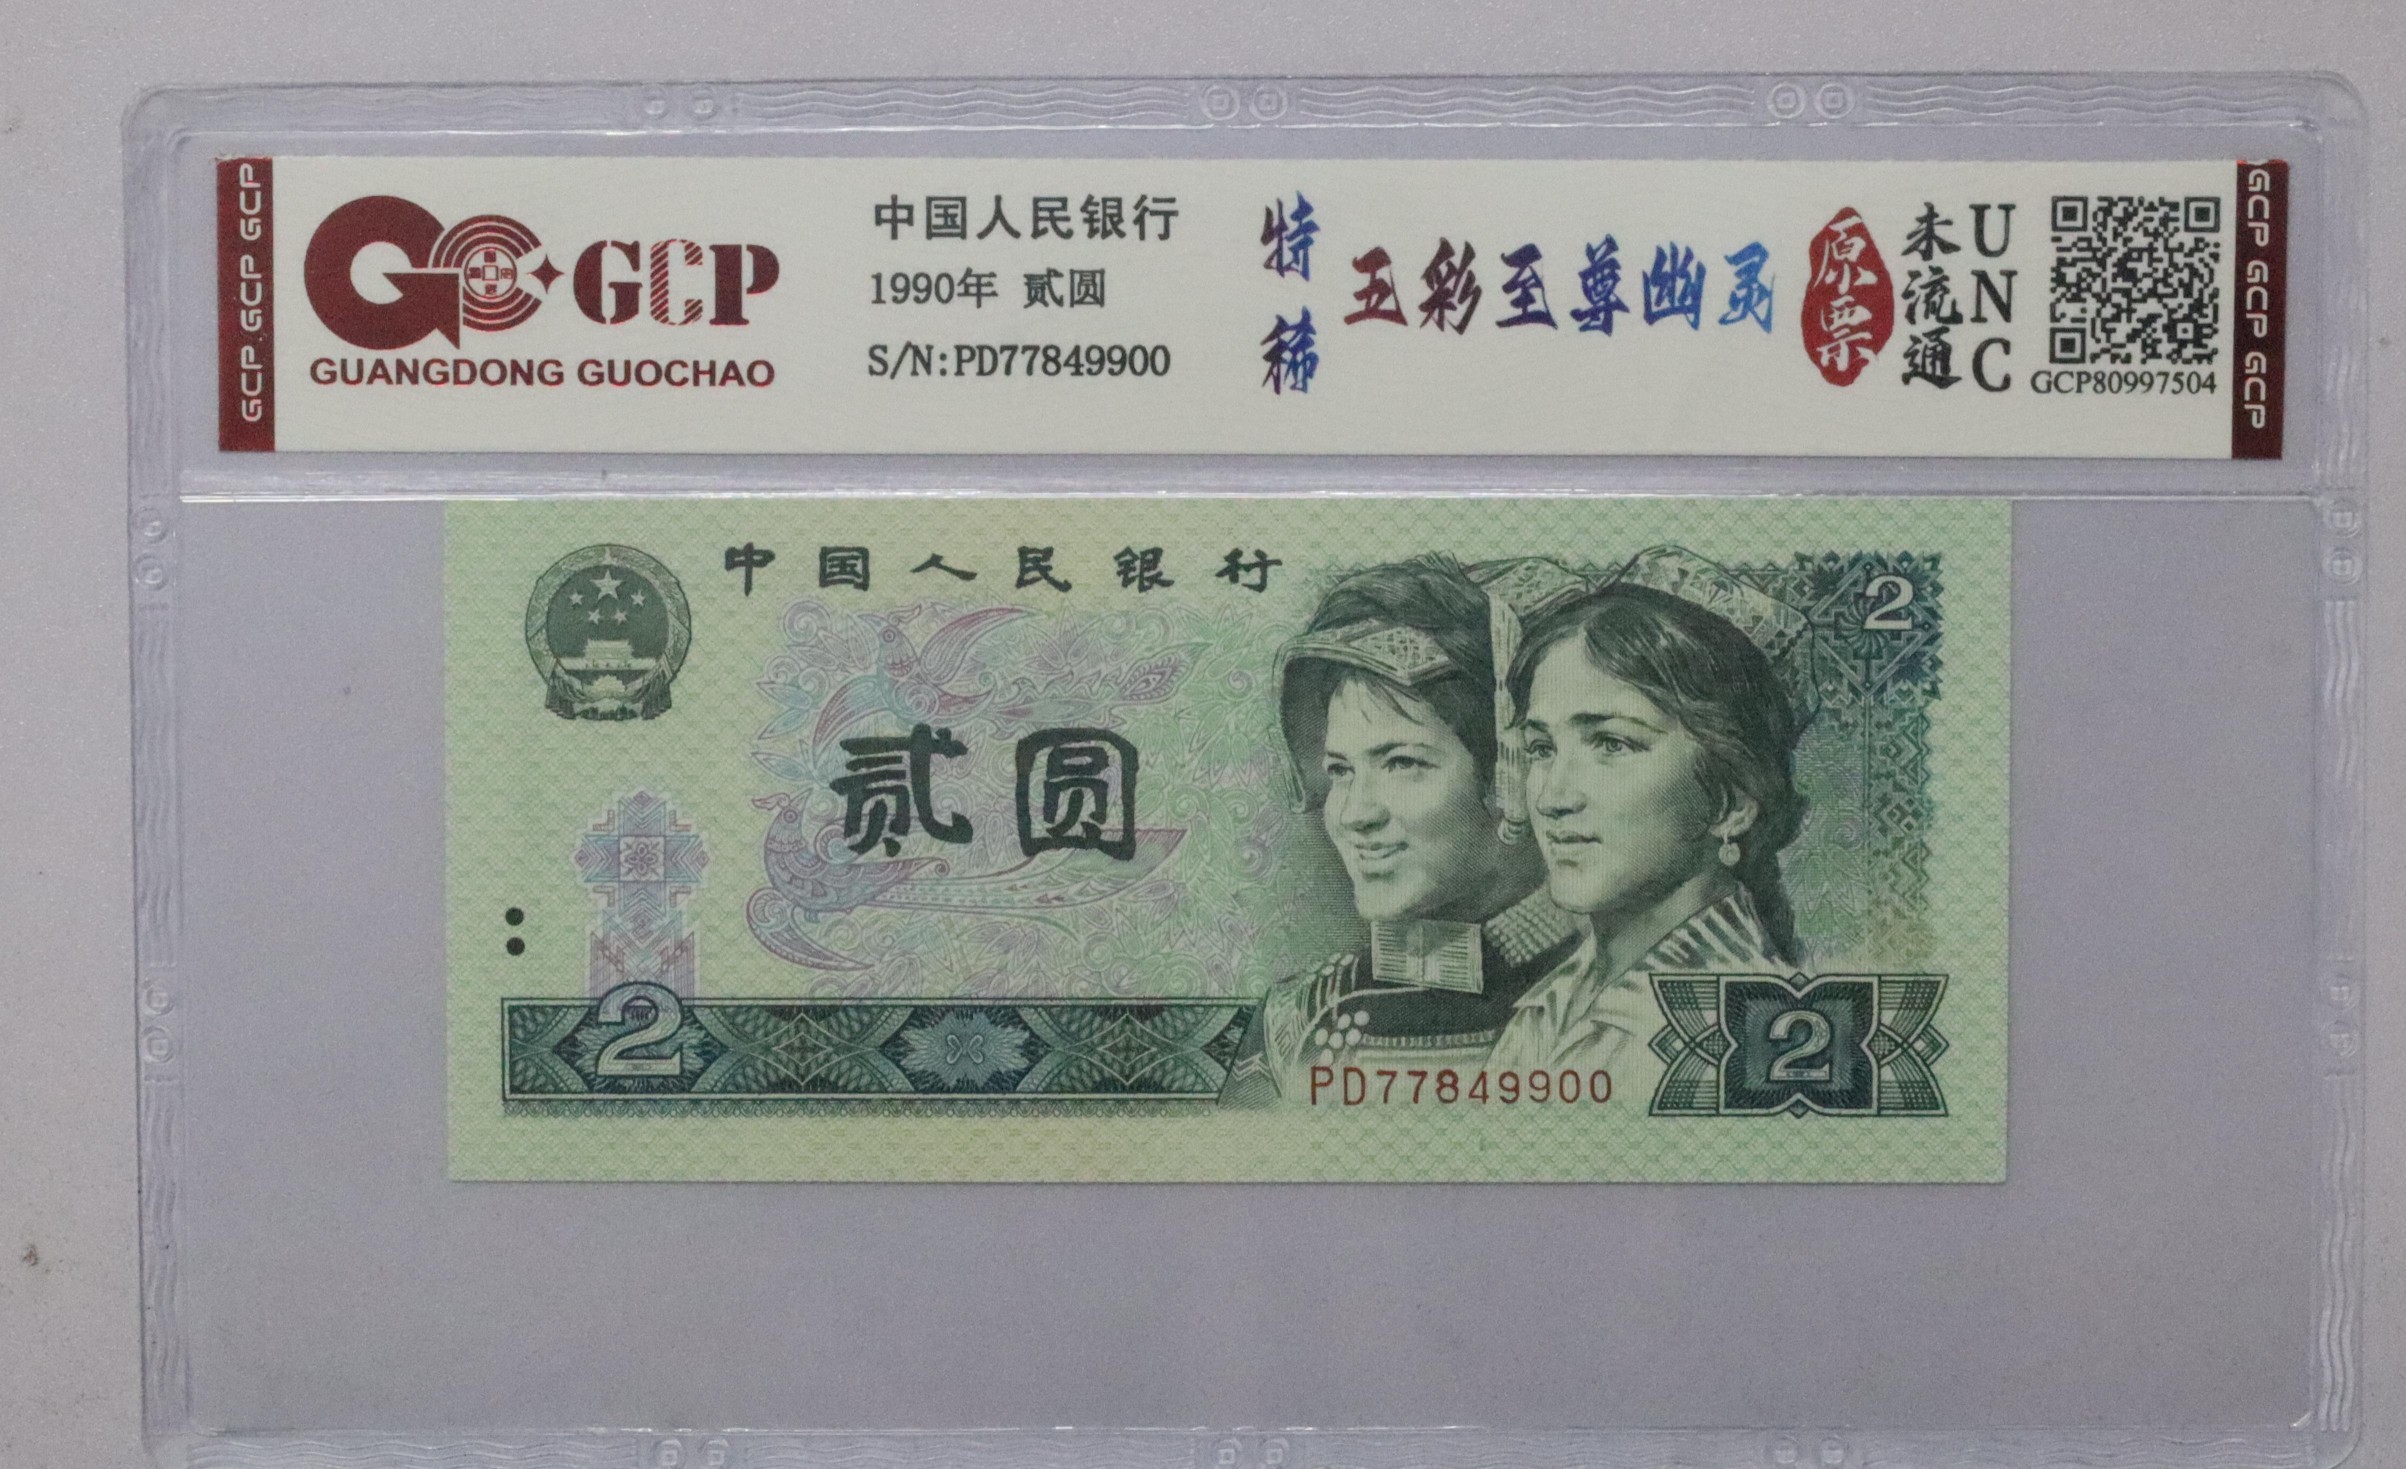 GCP GCP GCP
GCP
GUANGDONG GUOCHAO
中国人民银行
1990年 贰圆
S/N:PD77849900
特稀
五彩至尊幽灵
原票
未流通
UNC
GCP80997504
GCP GCP GCP
中国人民银行
2
贰圆
2
PD77849900
2